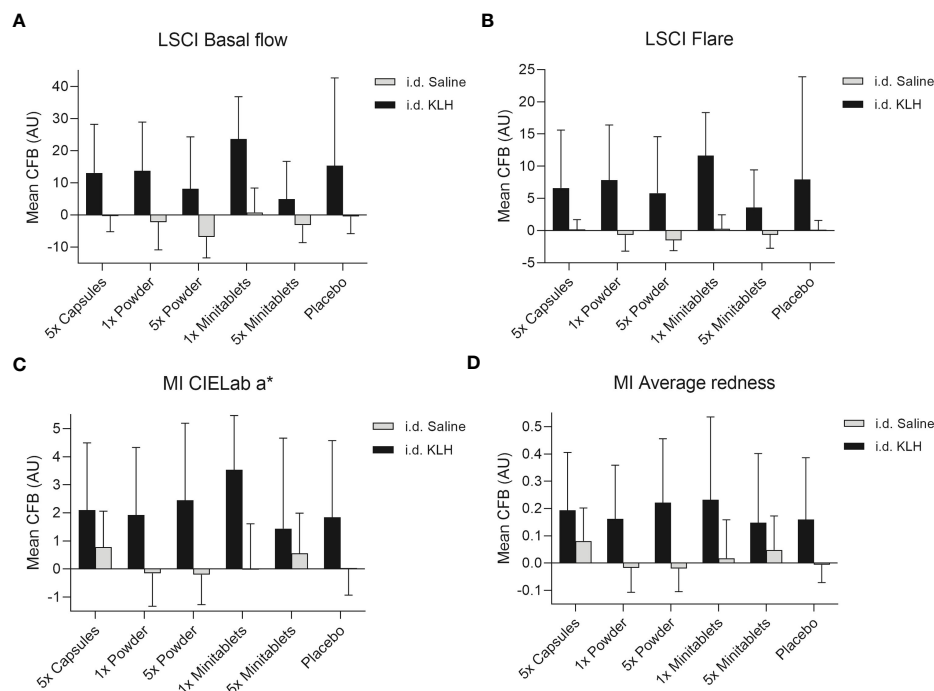 A
LSCI Basal flow
Mean CFB (AU)
40
30
20
10
0
-10
i.d. Saline
i.d. KLH
5x Capsules
1x Powder
5x Powder
1x Minitablets
5x Minitablets
Placebo
B
LSCI Flare
Mean CFB (AU)
25
20
15
10
5
0
-5
i.d. Saline
i.d. KLH
5x Capsules
1x Powder
5x Powder
1x Minitablets
5x Minitablets
Placebo
C
MI CIELab a*
Mean CFB (AU)
5
4
3
2
1
0
-1
i.d. Saline
i.d. KLH
5x Capsules
1x Powder
5x Powder
1x Minitablets
5x Minitablets
Placebo
D
MI Average redness
Mean CFB (AU)
0.5
0.4
0.3
0.2
0.1
0.0
-0.1
i.d. Saline
i.d. KLH
5x Capsules
1x Powder
5x Powder
1x Minitablets
5x Minitablets
Placebo